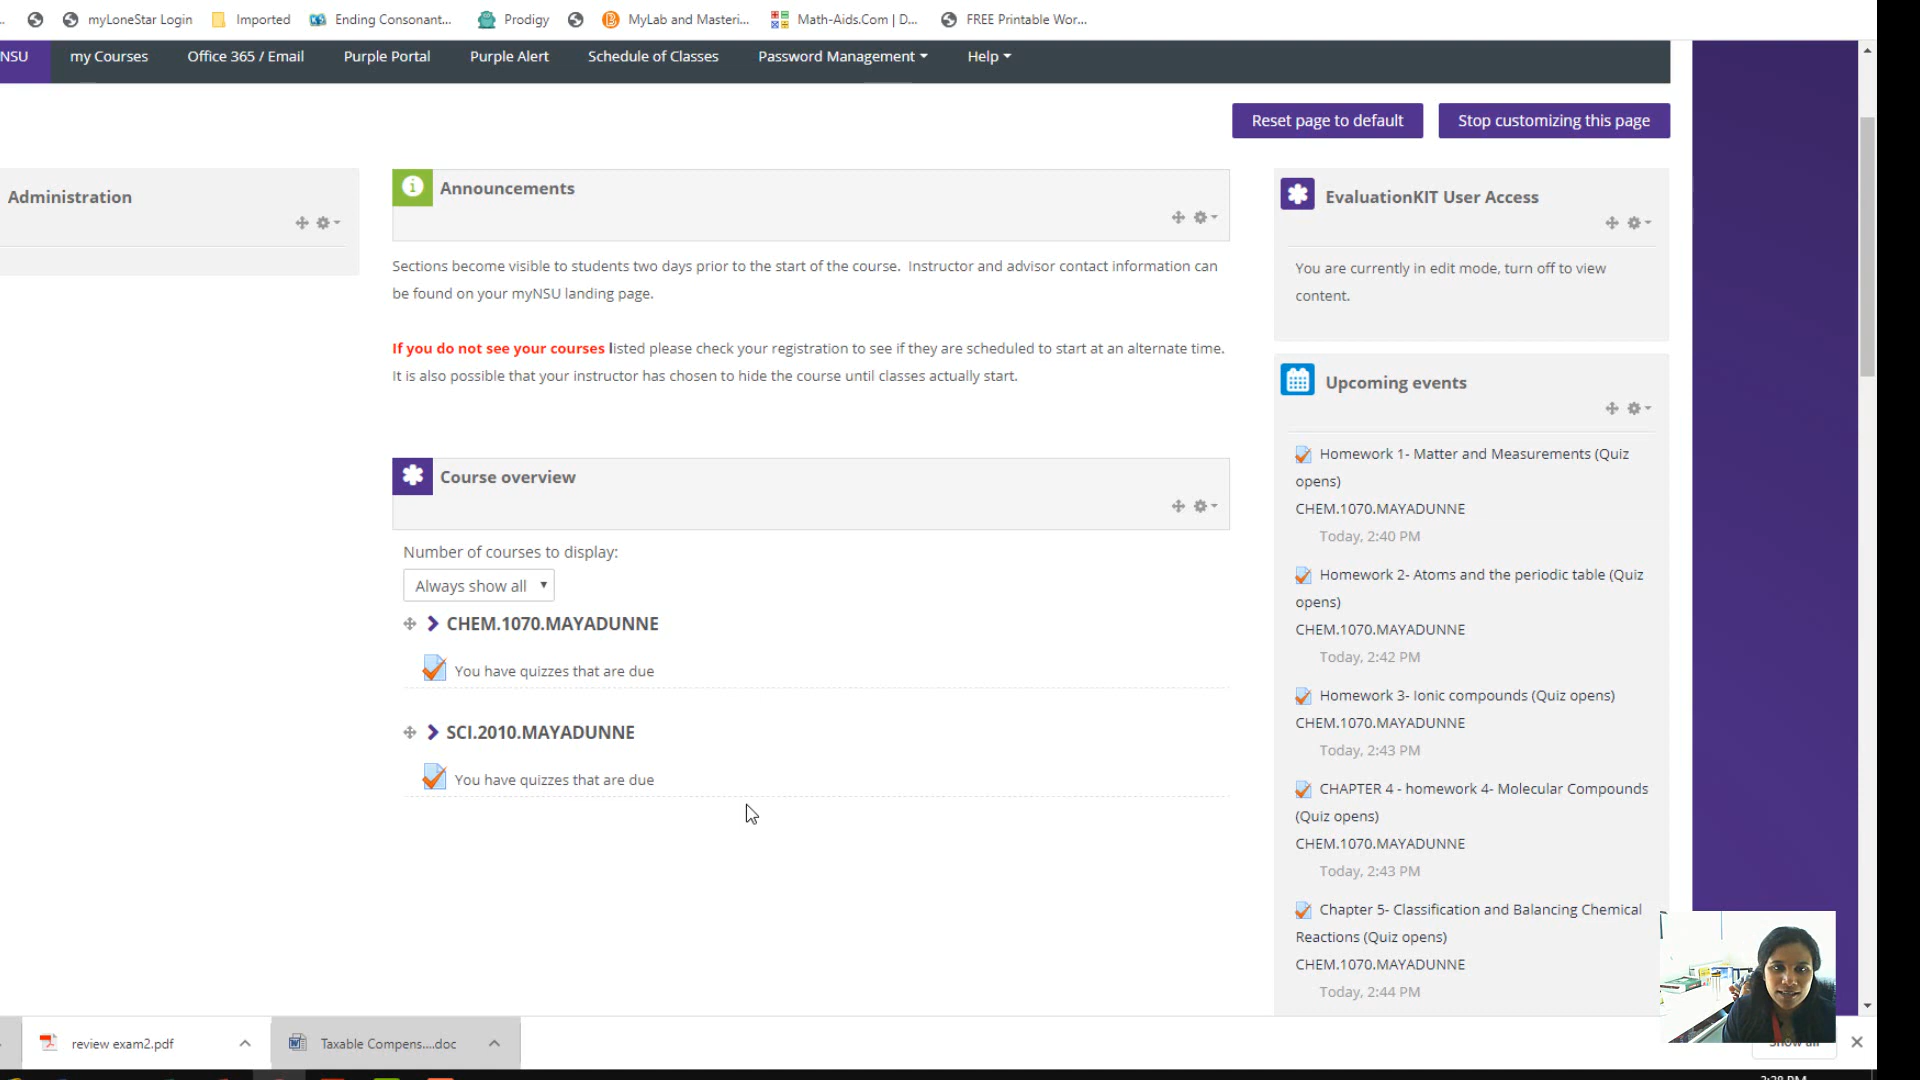 myLoneStar Login
Imported
Ending Consonant...
Prodigy
MyLab and Masteri...
Math-Aids.Com | D...
FREE Printable Wor...
NSU
my Courses
Office 365 / Email
Purple Portal
Purple Alert
Schedule of Classes
Password Management
Help
Reset page to default
Stop customizing this page
Administration
Announcements
Sections become visible to students two days prior to the start of the course. Instructor and advisor contact information can
be found on your myNSU landing page.
If you do not see your courses listed please check your registration to see if they are scheduled to start at an alternate time.
It is also possible that your instructor has chosen to hide the course until classes actually start.
Course overview
Number of courses to display:
Always show all
CHEM.1070.MAYADUNNE
You have quizzes that are due
SCI.2010.MAYADUNNE
You have quizzes that are due
EvaluationKIT User Access
You are currently in edit mode, turn off to view
content.
Upcoming events
Homework 1- Matter and Measurements (Quiz
opens)
CHEM.1070.MAYADUNNE
Today, 2:40 PM
Homework 2- Atoms and the periodic table (Quiz
opens)
CHEM.1070.MAYADUNNE
Today, 2:42 PM
Homework 3- Ionic compounds (Quiz opens)
CHEM.1070.MAYADUNNE
Today, 2:43 PM
CHAPTER 4 - homework 4- Molecular Compounds
(Quiz opens)
CHEM.1070.MAYADUNNE
Today, 2:43 PM
Chapter 5- Classification and Balancing Chemical
Reactions (Quiz opens)
CHEM.1070.MAYADUNNE
Today, 2:44 PM
review exam2.pdf
Taxable Compens....doc
Show all